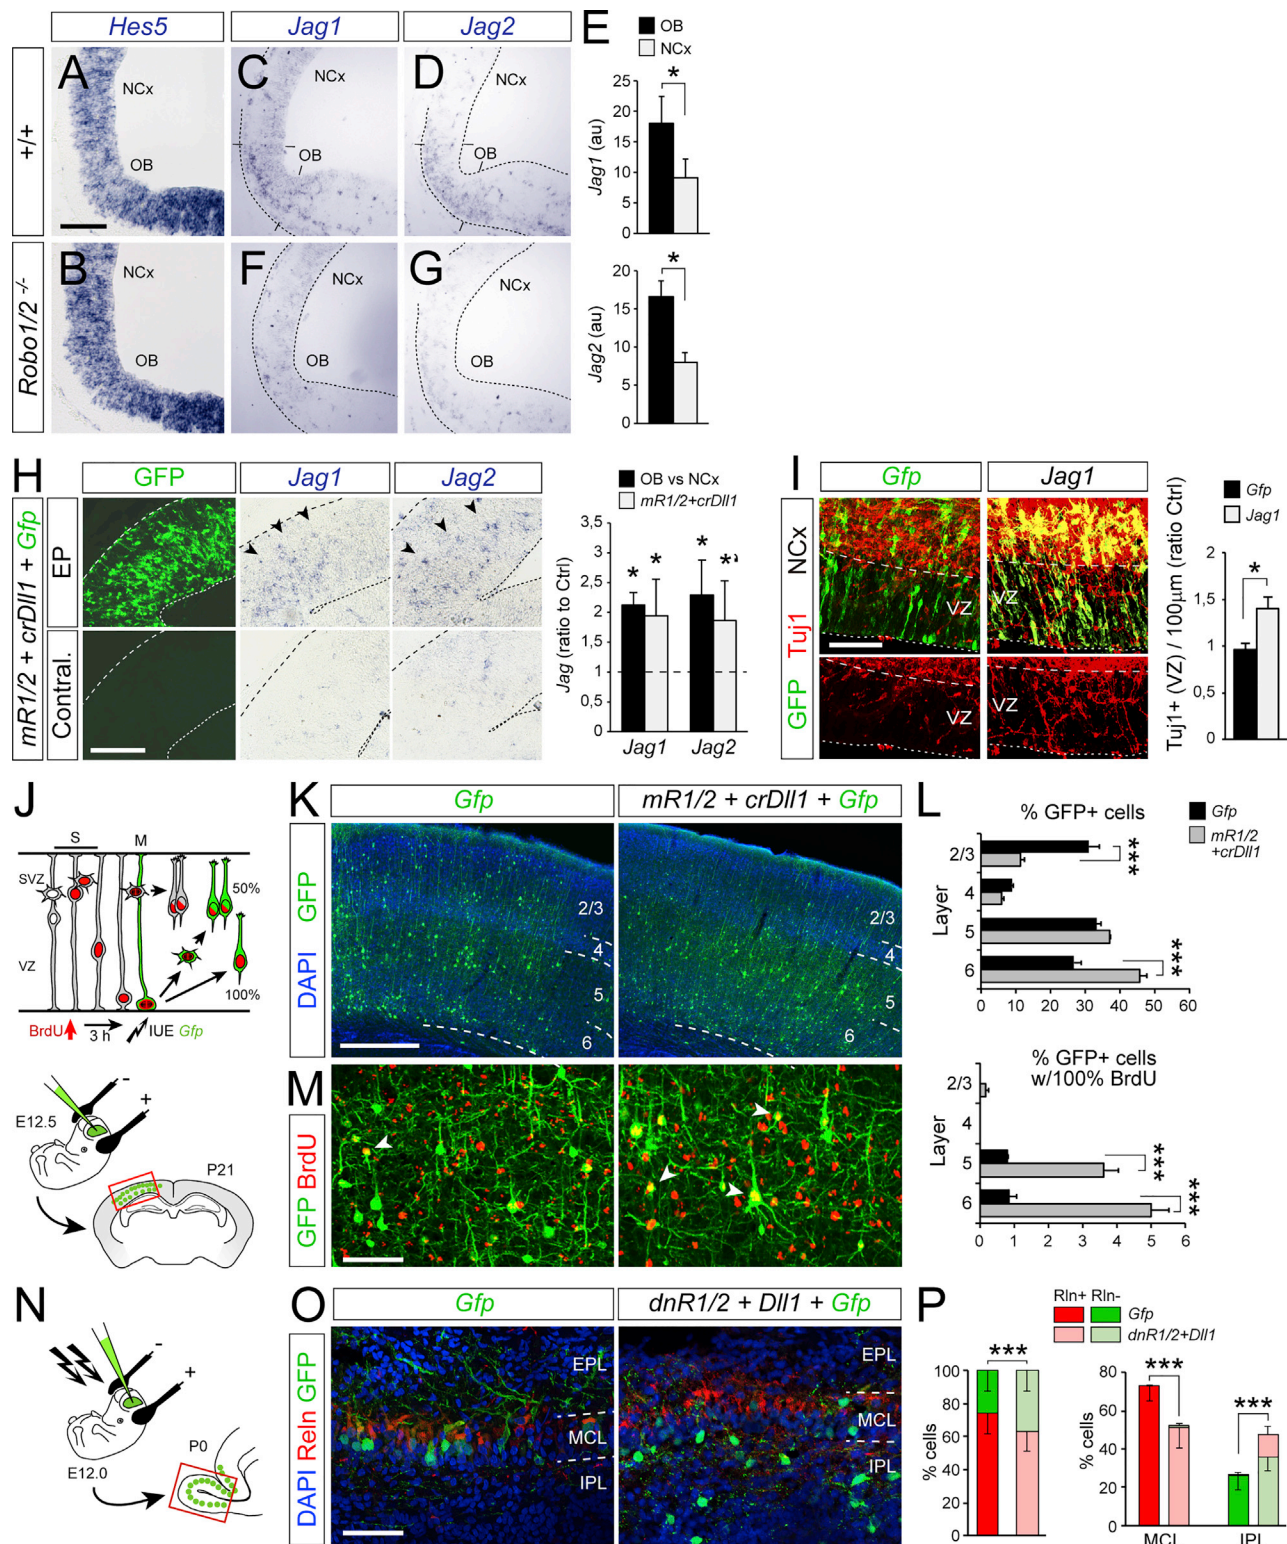 Hes5 Jag1 Jag2
+/+
A NCx OB
C NCx OB
D NCx OB
E
OB
NCx
*
Jag1 (au)
25
20
15
10
5
0
Robo1/2 -/-
B NCx OB
F NCx OB
G NCx OB
*
Jag2 (au)
20
15
10
5
0
H
GFP Jag1 Jag2
mR1/2 + crDll1 + Gfp
EP
Contral.
OB vs NCx
mR1/2+crDll1
Jag (ratio to Ctrl)
3,5
3
2,5
2
1,5
1
0,5
0
* * * *
Jag1 Jag2
I
Gfp Jag1
GFP Tuj1 NCx
VZ VZ
VZ VZ
Gfp
Jag1
Tuj1+ (VZ) / 100µm (ratio Ctrl)
2
1,5
1
0,5
0
*
J
S M
SVZ
VZ
50%
100%
BrdU 3 h IUE Gfp
E12.5
- +
P21
K
Gfp mR1/2 + crDll1 + Gfp
DAPI GFP
2/3
4
5
6
2/3
4
5
6
L
% GFP+ cells
Gfp
mR1/2
+crDll1
Layer
2/3
4
5
6
***
***
0 10 20 30 40 50 60
M
GFP BrdU
% GFP+ cells
w/100% BrdU
Layer
2/3
4
5
6
***
***
0 1 2 3 4 5 6
N
- +
E12.0
P0
O
Gfp dnR1/2 + Dll1 + Gfp
DAPI Reln GFP
EPL
MCL
IPL
EPL
MCL
IPL
P
Rln+ Rln-
Gfp
dnR1/2+Dll1
% cells
100
80
60
40
20
0
***
% cells
80
60
40
20
0
***
***
MCL IPL